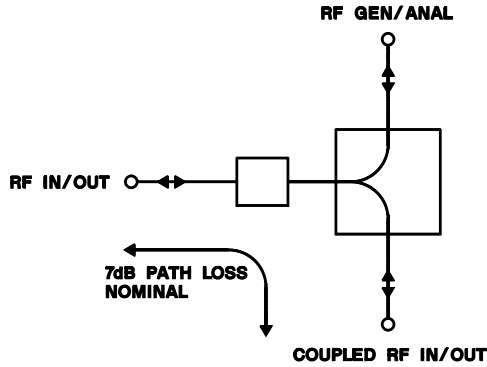 RF GEN/ANAL
RF IN/OUT
7dB PATH LOSS
NOMINAL
COUPLED RF IN/OUT